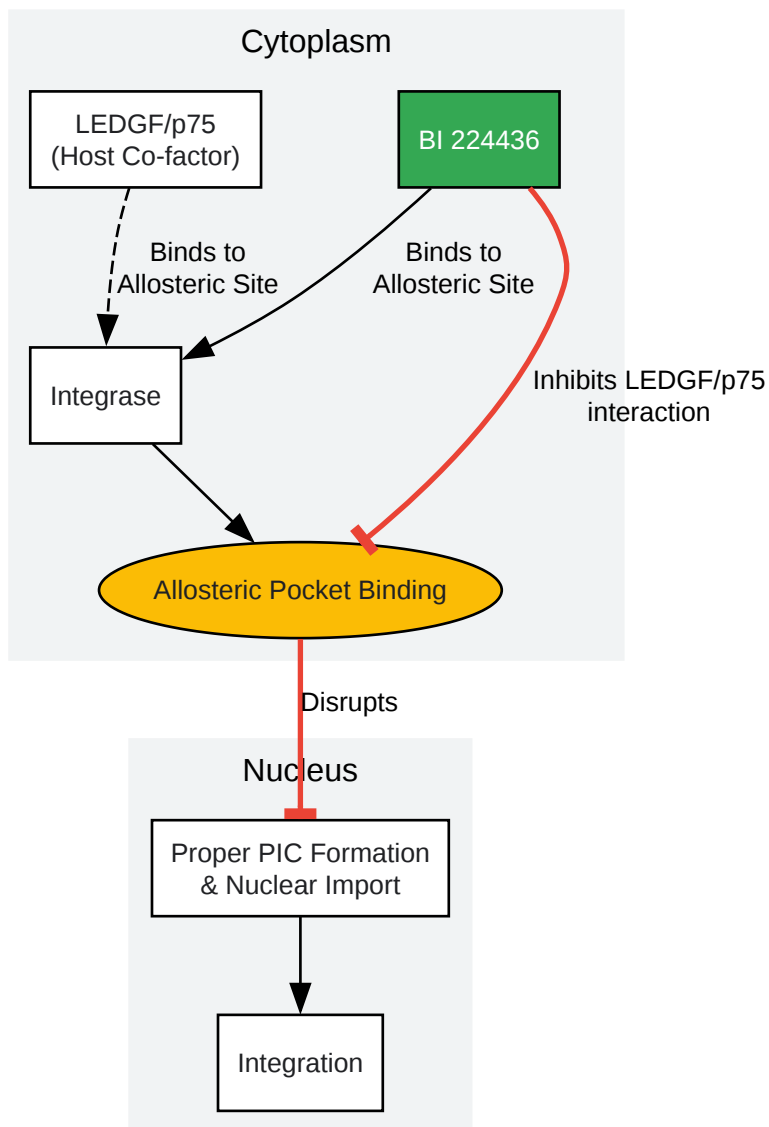 Cytoplasm
LEDGF/p75
(Host Co-factor)
BI 224436
Binds to
Allosteric Site
Binds to
Allosteric Site
Integrase
Inhibits LEDGF/p75
interaction
Allosteric Pocket Binding
Disrupts
Nucleus
Proper PIC Formation
& Nuclear Import
Integration